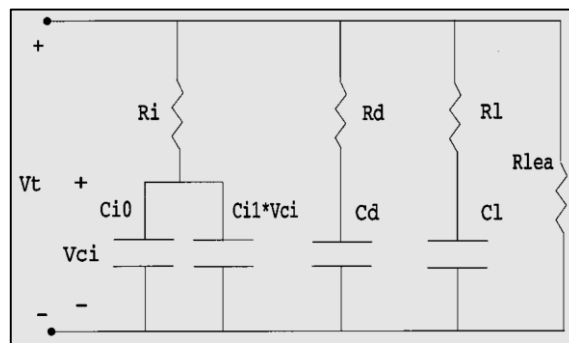 +
Ri
Rd
Rl
Rlea
Vt
+
Ci0
Ci1*Vci
Cd
Cl
Vci
-
-